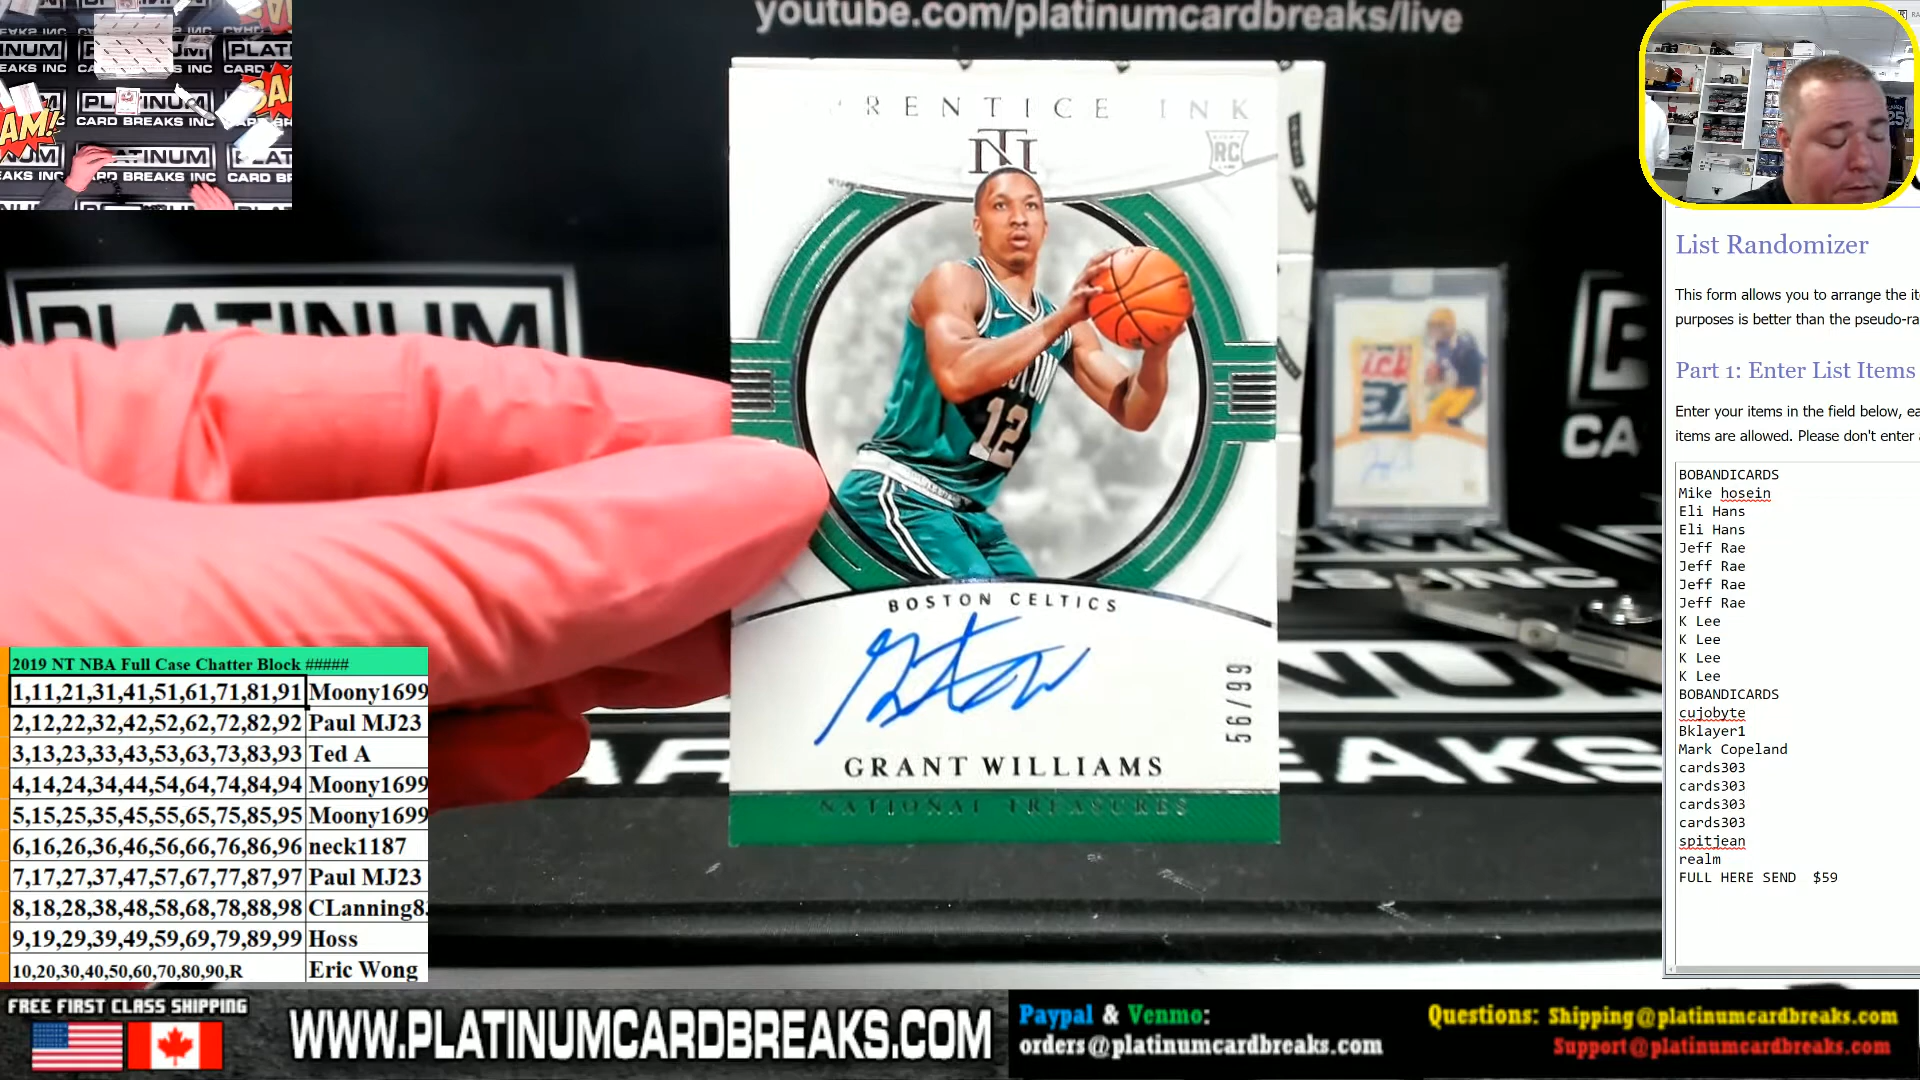 youtube.com/platinumcardbreaks/live
PLATINUM
CARD BREAKS INC
RENTICE INK
NT
RC
12
BOSTON CELTICS
56/99
GRANT WILLIAMS
NATIONAL TREASURES
PLATINUM
2019 NT NBA Full Case Chatter Block #####
1,11,21,31,41,51,61,71,81,91 Moony1699
2,12,22,32,42,52,62,72,82,92 Paul MJ23
3,13,23,33,43,53,63,73,83,93 Ted A
4,14,24,34,44,54,64,74,84,94 Moony1699
5,15,25,35,45,55,65,75,85,95 Moony1699
6,16,26,36,46,56,66,76,86,96 neck1187
7,17,27,37,47,57,67,77,87,97 Paul MJ23
8,18,28,38,48,58,68,78,88,98 CLanning8
9,19,29,39,49,59,69,79,89,99 Hoss
10,20,30,40,50,60,70,80,90,R Eric Wong
List Randomizer
This form allows you to arrange the it
purposes is better than the pseudo-ra
Part 1: Enter List Items
Enter your items in the field below, ea
items are allowed. Please don't enter
BOBANDICARDS
Mike hosein
Eli Hans
Eli Hans
Jeff Rae
Jeff Rae
Jeff Rae
Jeff Rae
K Lee
K Lee
K Lee
K Lee
BOBANDICARDS
cujobyte
Bklayer1
Mark Copeland
cards303
cards303
cards303
cards303
spitjean
realm
FULL HERE SEND $59
FREE FIRST CLASS SHIPPING
WWW.PLATINUMCARDBREAKS.COM
Paypal & Venmo:
orders@platinumcardbreaks.com
Questions: Shipping@platinumcardbreaks.com
Support@platinumcardbreaks.com